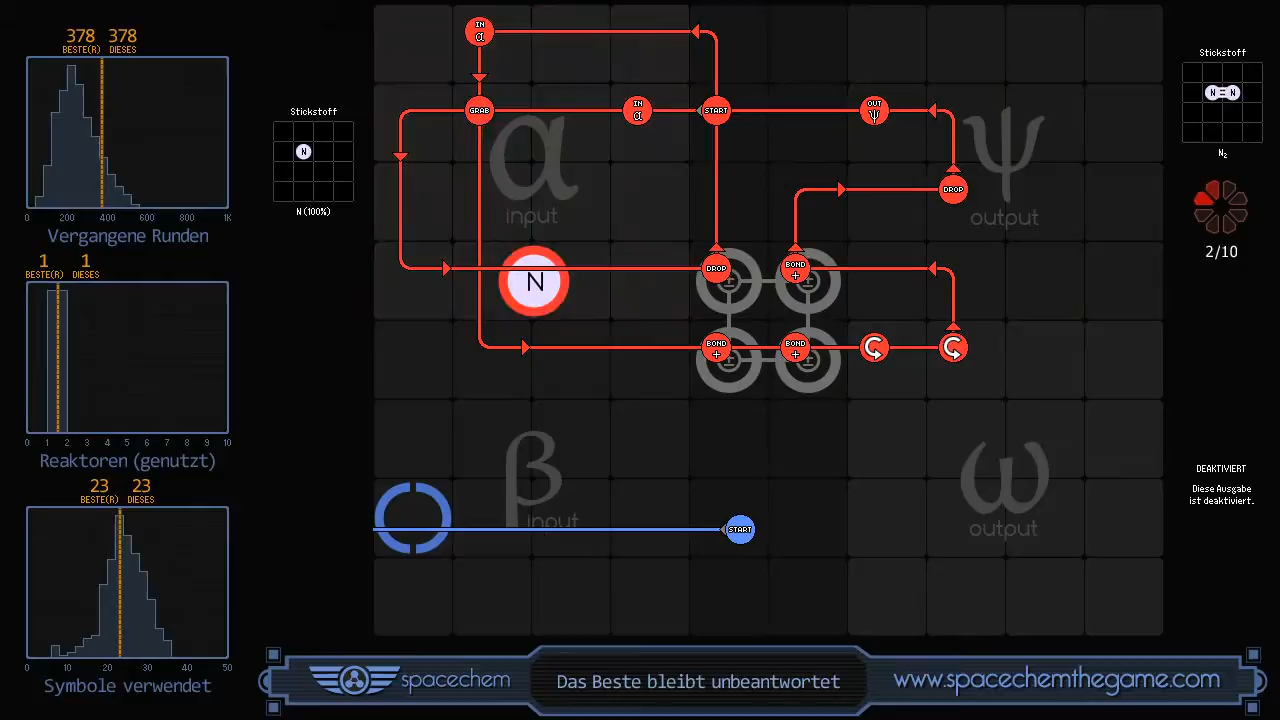 378 378
BESTE(R) DIESES
0 200 400 600 800 1K
Vergangene Runden
1 1
BESTE(R) DIESES
0 1 2 3 4 5 6 7 8 9 10
Reaktoren (genutzt)
23 23
BESTE(R) DIESES
0 10 20 30 40 50
Symbole verwendet
Stickstoff
N
N (100%)
IN
α
GRAB
IN
α
START
OUT
Ψ
DROP
DROP
BOND
+
BOND
+
BOND
+
N
α
input
ψ
output
β
input
ω
output
START
Stickstoff
N≡N
N₂
2/10
DEAKTIVIERT
Diese Ausgabe
ist deaktiviert.
spacechem
Das Beste bleibt unbeantwortet
www.spacechemthegame.com